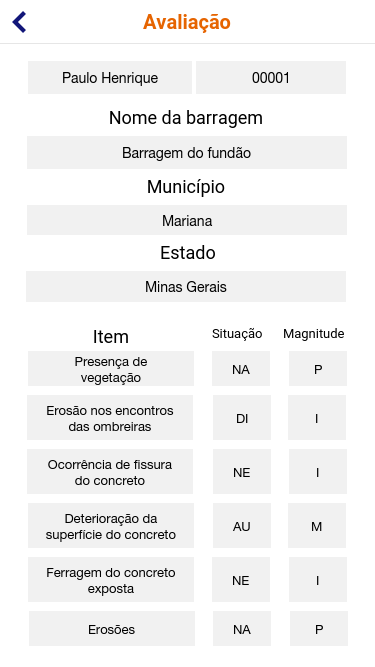 Avaliação
Paulo Henrique 00001
Nome da barragem
Barragem do fundão
Município
Mariana
Estado
Minas Gerais
Item Situação Magnitude
Presença de
vegetação
NA P
Erosão nos encontros
das ombreiras
DI I
Ocorrência de fissura
do concreto
NE I
Deterioração da
superfície do concreto
AU M
Ferragem do concreto
exposta
NE I
Erosões NA P